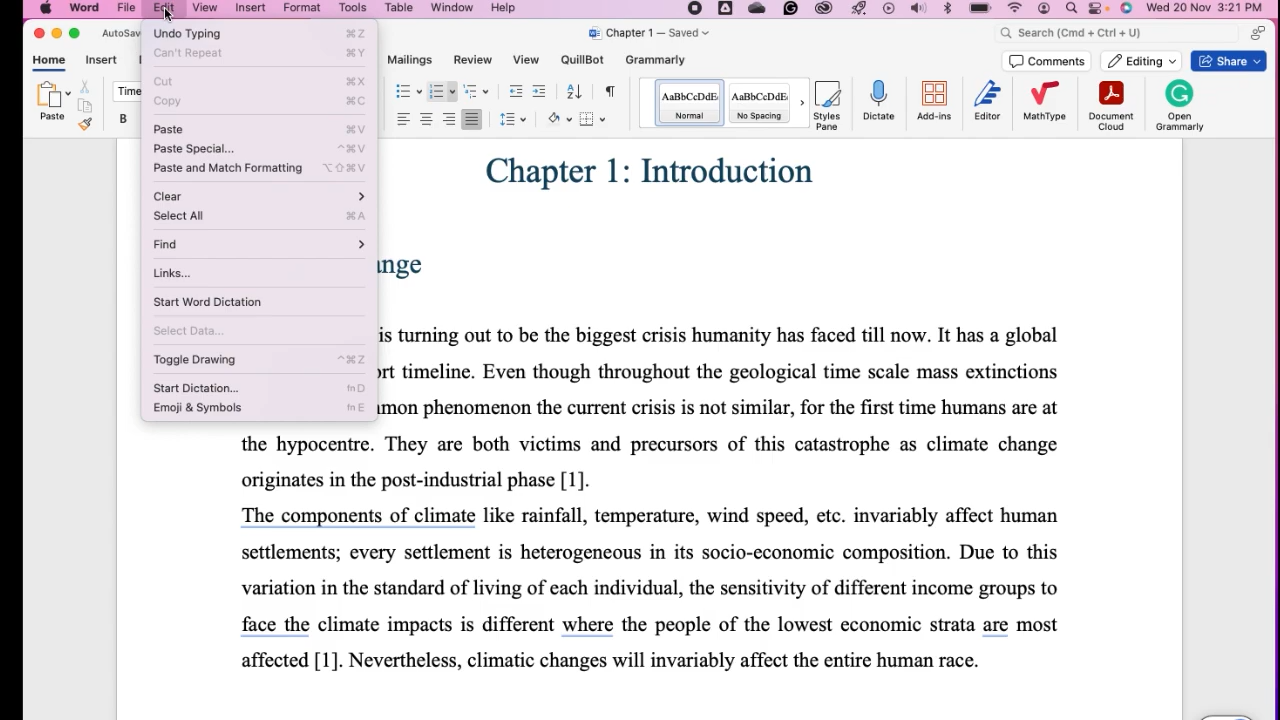 Word File Edit View Insert Format Tools Table Window Help Wed 20 Nov 3:21 PM
AutoSav Chapter 1 — Saved Search (Cmd + Ctrl + U)
Home Insert Mailings Review View QuillBot Grammarly Comments Editing Share
Paste Time B AaBbCcDdE Normal AaBbCcDdE No Spacing Styles Pane Dictate Add-ins Editor MathType Document Cloud Open Grammarly
Undo Typing ⌘Z
Can't Repeat ⌘Y
Cut ⌘X
Copy ⌘C
Paste ⌘V
Paste Special... ^⌘V
Paste and Match Formatting ⌥⇧⌘V
Clear
Select All ⌘A
Find
Links...
Start Word Dictation
Select Data...
Toggle Drawing ^⌘Z
Start Dictation... fn D
Emoji & Symbols fn E
Chapter 1: Introduction
ange
is turning out to be the biggest crisis humanity has faced till now. It has a global
ort timeline. Even though throughout the geological time scale mass extinctions
mon phenomenon the current crisis is not similar, for the first time humans are at
the hypocentre. They are both victims and precursors of this catastrophe as climate change
originates in the post-industrial phase [1].
The components of climate like rainfall, temperature, wind speed, etc. invariably affect human
settlements; every settlement is heterogeneous in its socio-economic composition. Due to this
variation in the standard of living of each individual, the sensitivity of different income groups to
face the climate impacts is different where the people of the lowest economic strata are most
affected [1]. Nevertheless, climatic changes will invariably affect the entire human race.